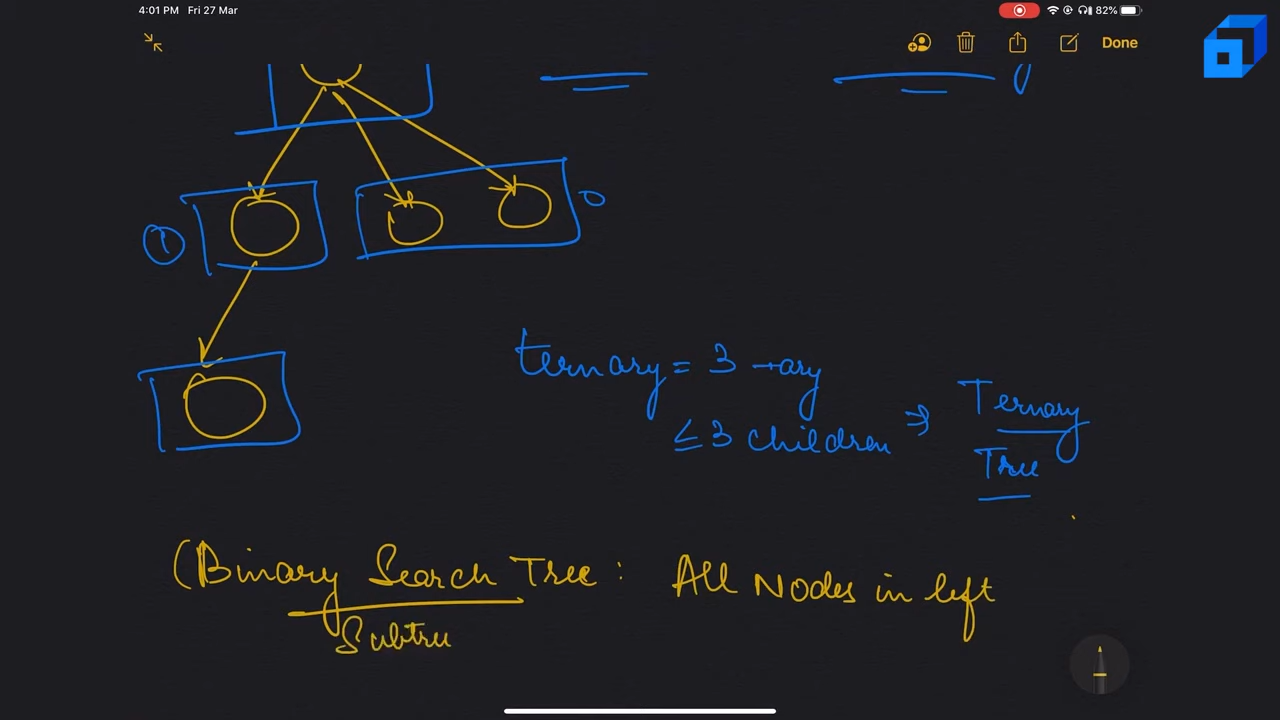 4:01 PM Fri 27 Mar
82%
Done
1
0
ternary = 3-ary
≤ 3 children ⇒ Ternary
Tree
(Binary Search Tree : All Nodes in left
Subtre